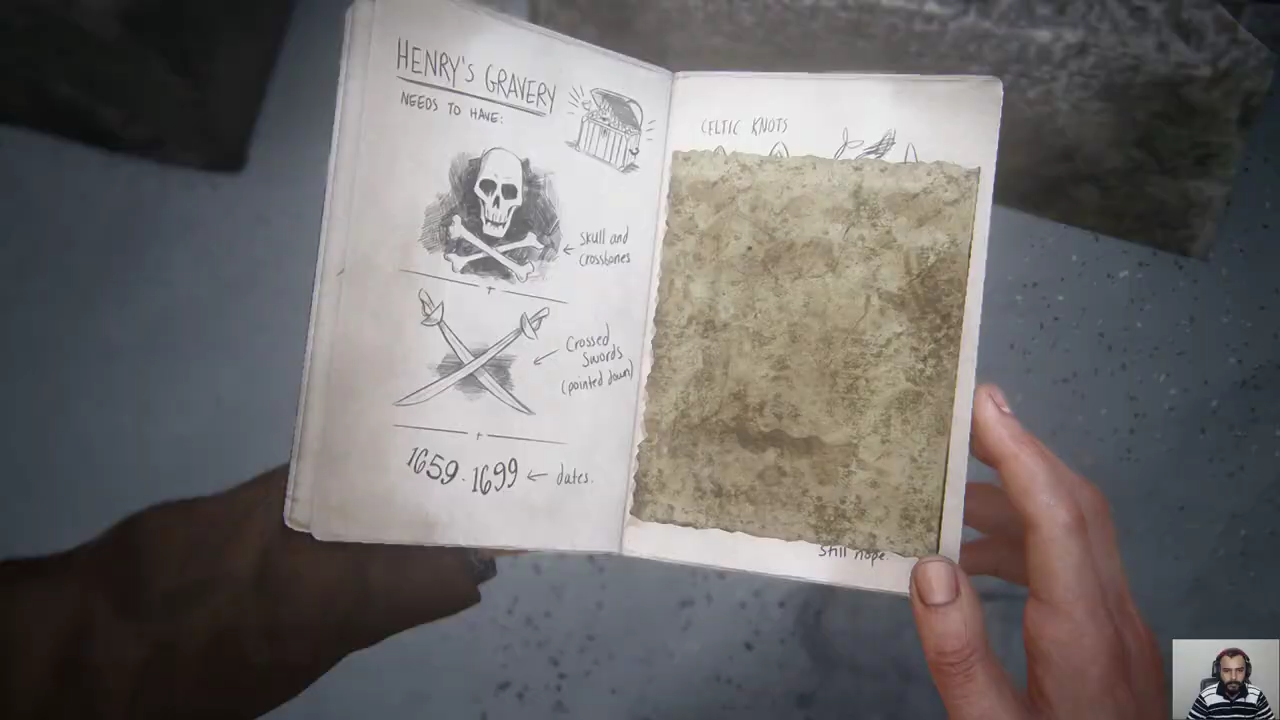 HENRY'S GRAVERY
NEEDS TO HAVE:
skull and
crossbones
Crossed
Swords
(pointed down)
1659 - 1699 ← dates.
CELTIC KNOTS
Still nope.